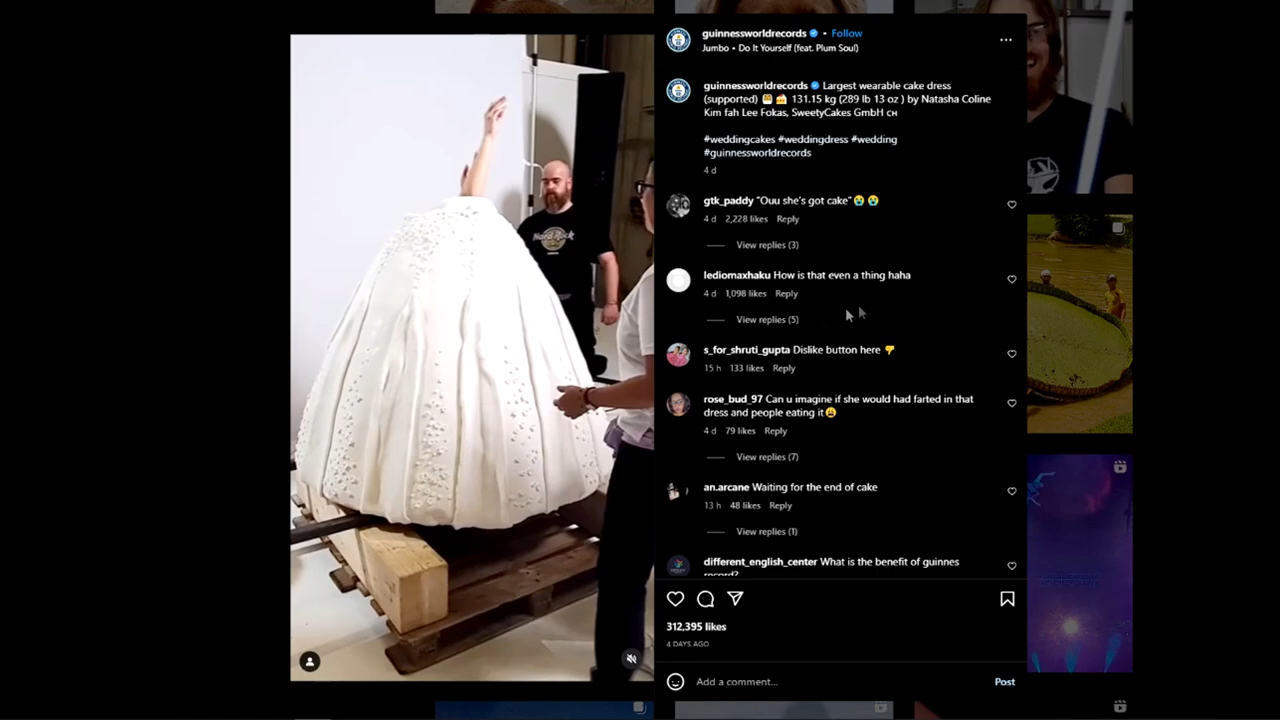 guinnessworldrecords • Follow
Jumbo • Do It Yourself (feat. Plum Soul)
guinnessworldrecords Largest wearable cake dress
(supported) 131.15 kg (289 lb 13 oz ) by Natasha Coline
Kim fah Lee Fokas, SweetyCakes GmbH CH
#weddingcakes #weddingdress #wedding
#guinnessworldrecords
4 d
gtk_paddy "Ouu she's got cake"😭😭
4 d 2,228 likes Reply
View replies (3)
lediomaxhaku How is that even a thing haha
4 d 1,098 likes Reply
View replies (5)
s_for_shruti_gupta Dislike button here 👎
15 h 133 likes Reply
rose_bud_97 Can u imagine if she would had farted in that
dress and people eating it😩
4 d 79 likes Reply
View replies (7)
an.arcane Waiting for the end of cake
13 h 48 likes Reply
View replies (1)
different_english_center What is the benefit of guinnes
record?
312,395 likes
4 DAYS AGO
Add a comment...
Post
Hard Rock